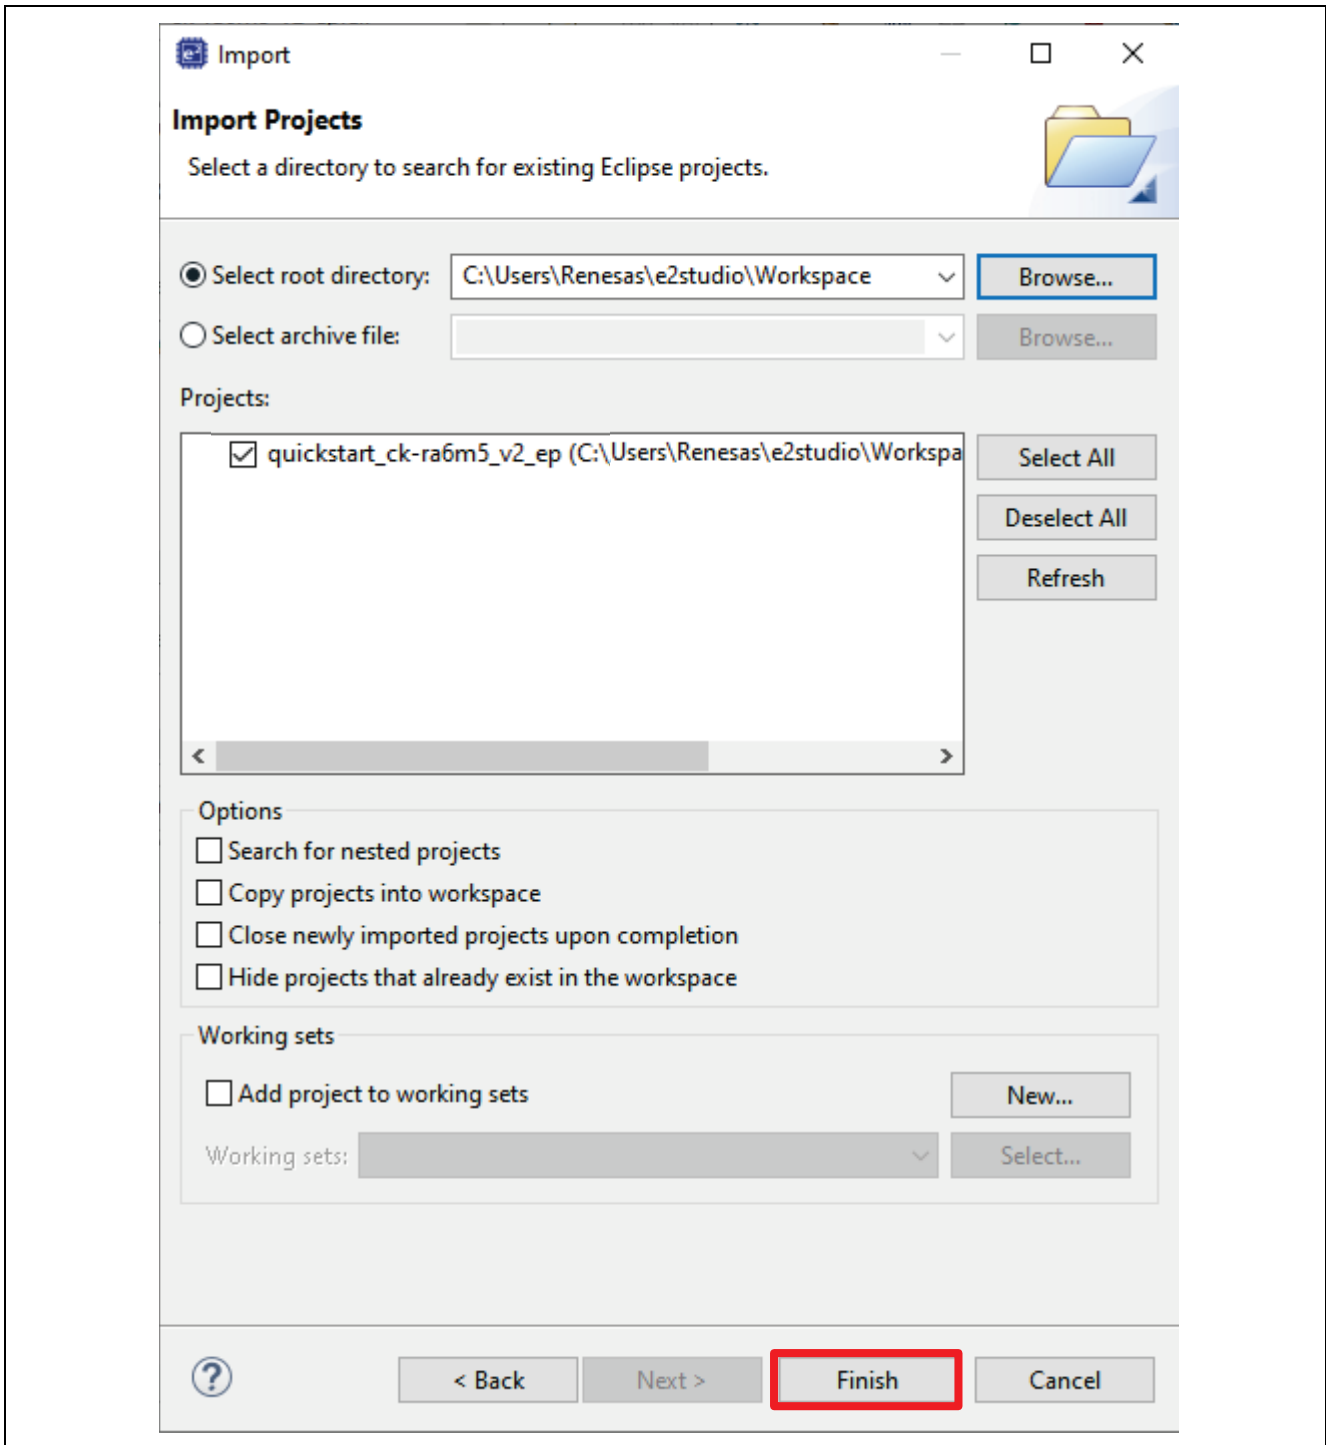 Import
Import Projects
Select a directory to search for existing Eclipse projects.
Select root directory: C:\Users\Renesas\e2studio\Workspace Browse...
Select archive file: Browse...
Projects:
quickstart_ck-ra6m5_v2_ep (C:\Users\Renesas\e2studio\Workspa Select All
Deselect All
Refresh
Options
Search for nested projects
Copy projects into workspace
Close newly imported projects upon completion
Hide projects that already exist in the workspace
Working sets
Add project to working sets New...
Working sets: Select...
? < Back Next > Finish Cancel